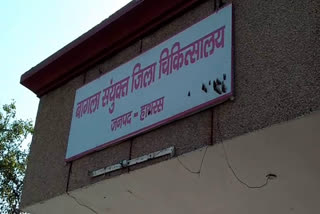 बागला संयुक्त जिला चिकित्सालय
जनपद - हाथरस